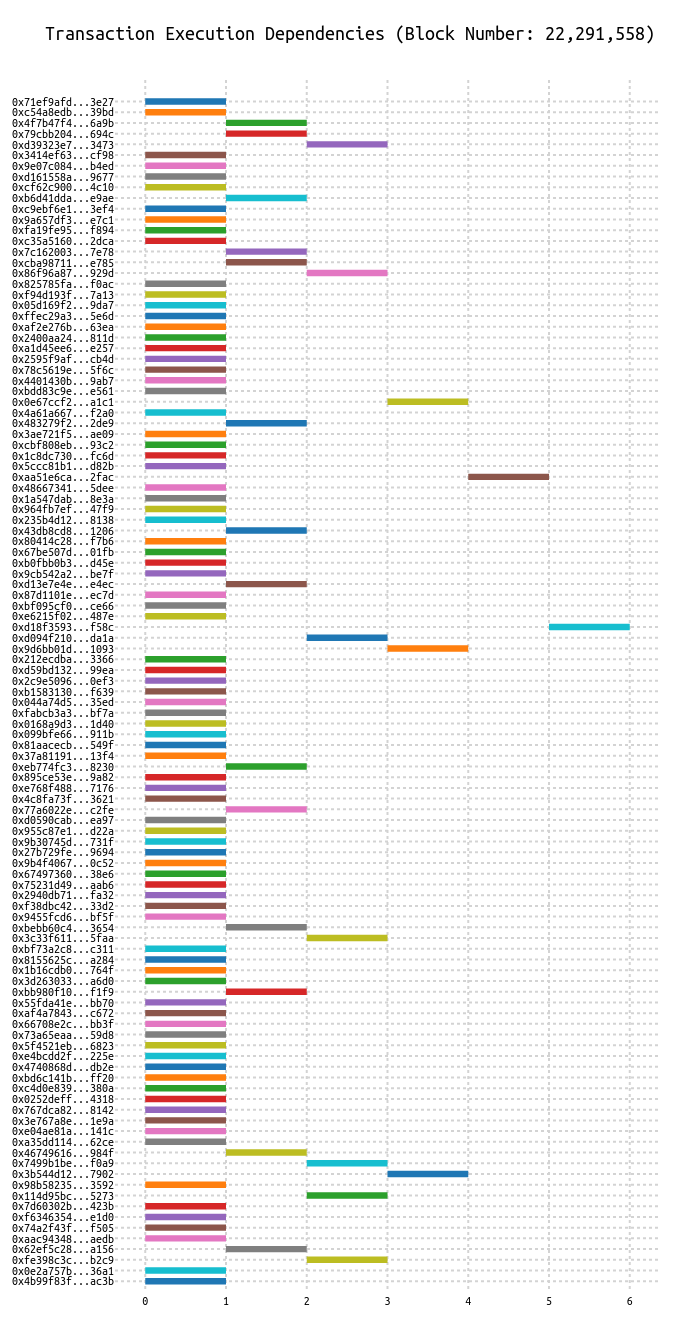 Transaction Execution Dependencies (Block Number: 22,291,558)
0x71ef9afd...3e27
0xc54a8edb...39bd
0x4f7b47f4...6a9b
0x79cbb204...694c
0xd39323e7...3473
0x3414ef63...cf98
0x9e07c084...b4ed
0xd161558a...9677
0xcf62c900...4c10
0xb6d41dda...e9ae
0xc9ebf6e1...3ef4
0x9a657df3...e7c1
0xfa19fe95...f894
0xc35a5160...2dca
0x7c162003...7e78
0xcba98711...e785
0x86f96a87...929d
0x825785fa...f0ac
0xf94d193f...7a13
0x05d169f2...9da7
0xffec29a3...5e6d
0xaf2e276b...63ea
0x2400aa24...811d
0xa1d45ee6...e257
0x2595f9af...cb4d
0x78c5619e...5f6c
0x4401430b...9ab7
0xbdd83c9e...e561
0x0e67ccf2...a1c1
0x4a61a667...f2a0
0x483279f2...2de9
0x3ae721f5...ae09
0xcbf808eb...93c2
0x1c8dc730...fc6d
0x5ccc81b1...d82b
0xaa51e6ca...2fac
0x48667341...5dee
0x1a547dab...8e3a
0x964fb7ef...47f9
0x235b4d12...8138
0x43db8cd8...1206
0x80414c28...f7b6
0x67be507d...01fb
0xb0fbb0b3...d45e
0x9cb542a2...be7f
0xd13e7e4e...e4ec
0x87d1101e...ec7d
0xbf095cf0...ce66
0xe6215f02...487e
0xd18f3593...f58c
0xd094f210...da1a
0x9d6bb01d...1093
0x212ecdba...3366
0xd59bd132...99ea
0x2c9e5096...0ef3
0xb1583130...f639
0x044a74d5...35ed
0xfabcb3a3...bf7a
0x0168a9d3...1d40
0x099bfe66...911b
0x81aacecb...549f
0x37a81191...13f4
0xeb774fc3...8230
0x895ce53e...9a82
0xe768f488...7176
0x4c8fa73f...3621
0x77a6022e...c2fe
0xd0590cab...ea97
0x955c87e1...d22a
0x9b30745d...731f
0x27b729fe...9694
0x9b4f4067...0c52
0x67497360...38e6
0x75231d49...aab6
0x2940db71...fa32
0xf38dbc42...33d2
0x9455fcd6...bf5f
0xbebb60c4...3654
0x3c33f611...5faa
0xbf73a2c8...c311
0x8155625c...a284
0x1b16cdb0...764f
0x3d263033...a6d0
0xbb980f10...f1f9
0x55fda41e...bb70
0xaf4a7843...c672
0x66708e2c...bb3f
0x73a65eaa...59d8
0x5f4521eb...6823
0xe4bcdd2f...225e
0x4740868d...db2e
0xbd6c141b...ff20
0xc4d0e839...380a
0x0252deff...4318
0x767dca82...8142
0x3e767a8e...1e9a
0xe04ae81a...141c
0xa35dd114...62ce
0x46749616...984f
0x7499b1be...f0a9
0x3b544d12...7902
0x98b58235...3592
0x114d95bc...5273
0x7d60302b...423b
0xf6346354...e1d0
0x74a2f43f...f505
0xaac94348...aedb
0x62ef5c28...a156
0xfe398c3c...b2c9
0x0e2a757b...36a1
0x4b99f83f...ac3b
0 1 2 3 4 5 6